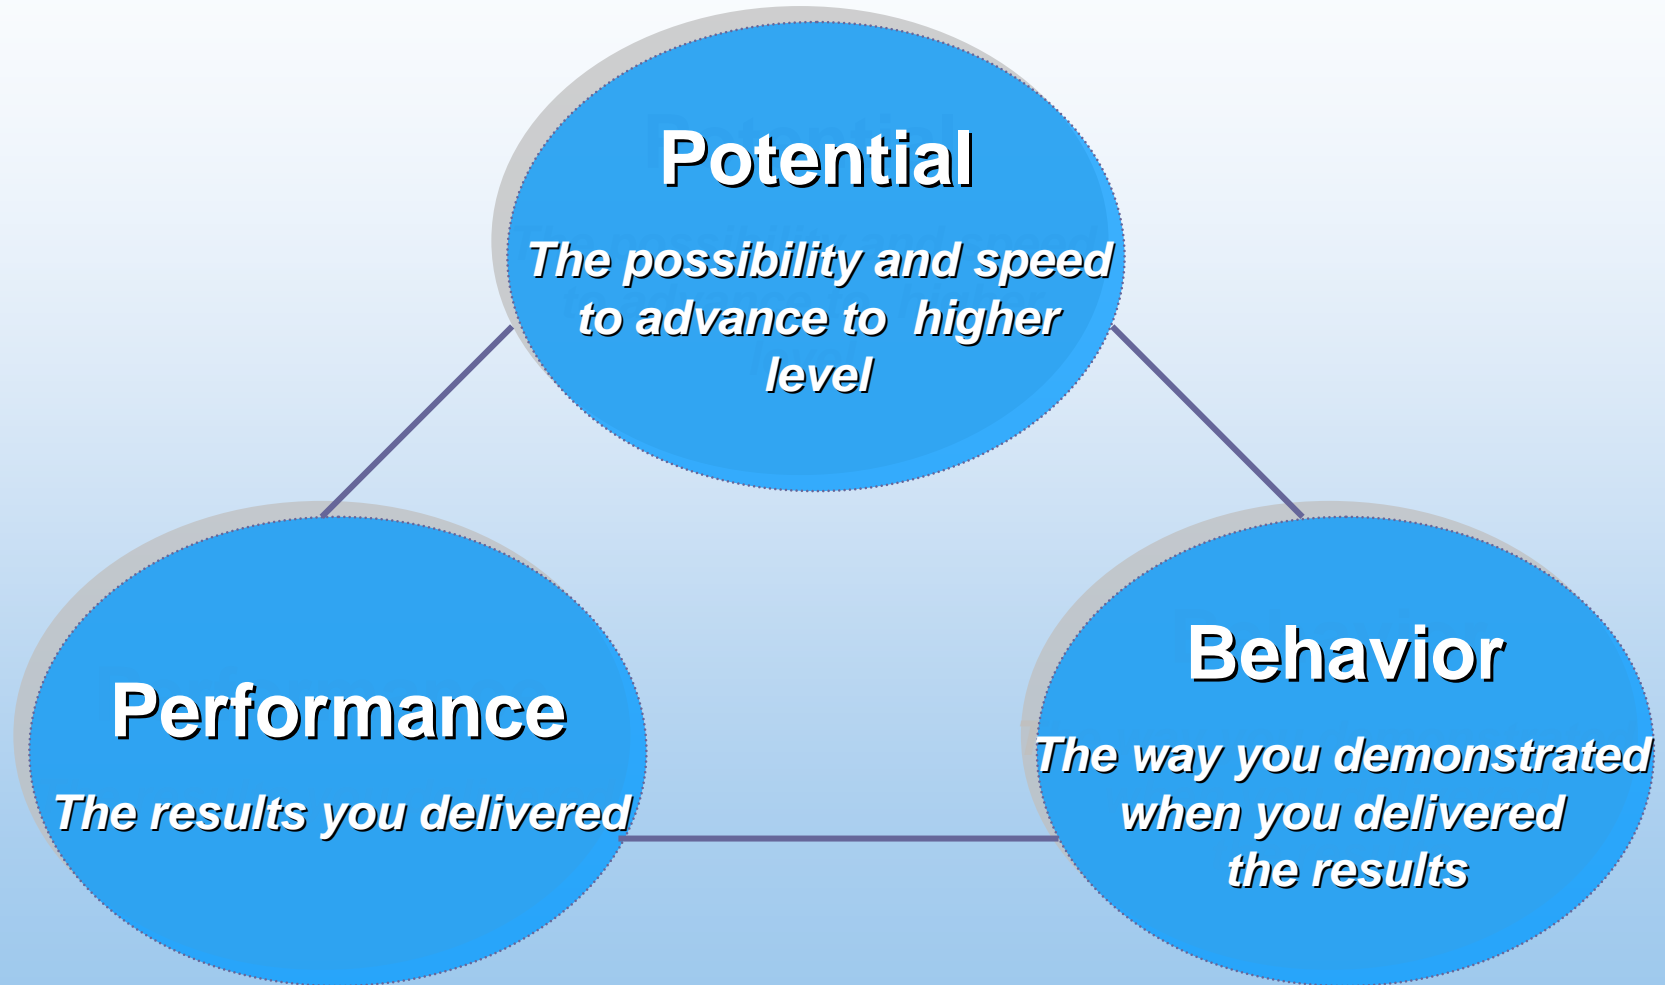 Potential
The possibility and speed
to advance to  higher
level
Performance
The results you delivered
Behavior
The way you demonstrated
when you delivered
the results